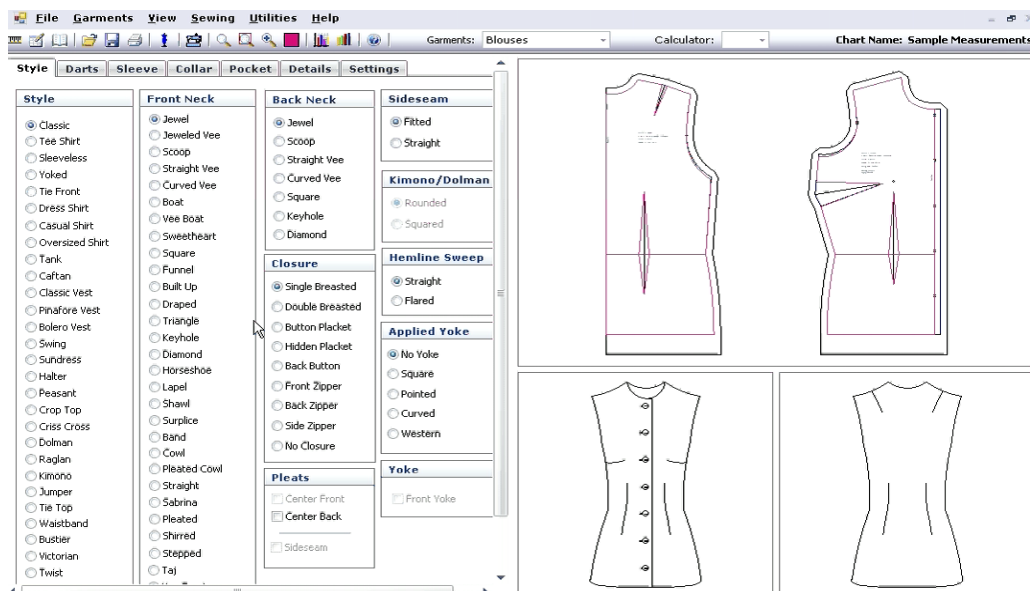 File Garments View Sewing Utilities Help
Garments: Blouses Calculator: Chart Name: Sample Measurements
Style Darts Sleeve Collar Pocket Details Settings
Style
Classic
Tee Shirt
Sleeveless
Yoked
Tie Front
Dress Shirt
Casual Shirt
Oversized Shirt
Tank
Caftan
Classic Vest
Pinafore Vest
Bolero Vest
Swing
Sundress
Halter
Peasant
Crop Top
Criss Cross
Dolman
Raglan
Kimono
Jumper
Tie Top
Waistband
Bustier
Victorian
Twist
Front Neck
Jewel
Jeweled Vee
Scoop
Straight Vee
Curved Vee
Boat
Vee Boat
Sweetheart
Square
Funnel
Built Up
Draped
Triangle
Keyhole
Diamond
Horseshoe
Lapel
Shawl
Surplice
Band
Cowl
Pleated Cowl
Straight
Sabrina
Pleated
Shirred
Stepped
Taj
Back Neck
Jewel
Scoop
Straight Vee
Curved Vee
Square
Keyhole
Diamond
Closure
Single Breasted
Double Breasted
Button Placket
Hidden Placket
Back Button
Front Zipper
Back Zipper
Side Zipper
No Closure
Pleats
Center Front
Center Back
Sideseam
Sideseam
Fitted
Straight
Kimono/Dolman
Rounded
Squared
Hemline Sweep
Straight
Flared
Applied Yoke
No Yoke
Square
Pointed
Curved
Western
Yoke
Front Yoke